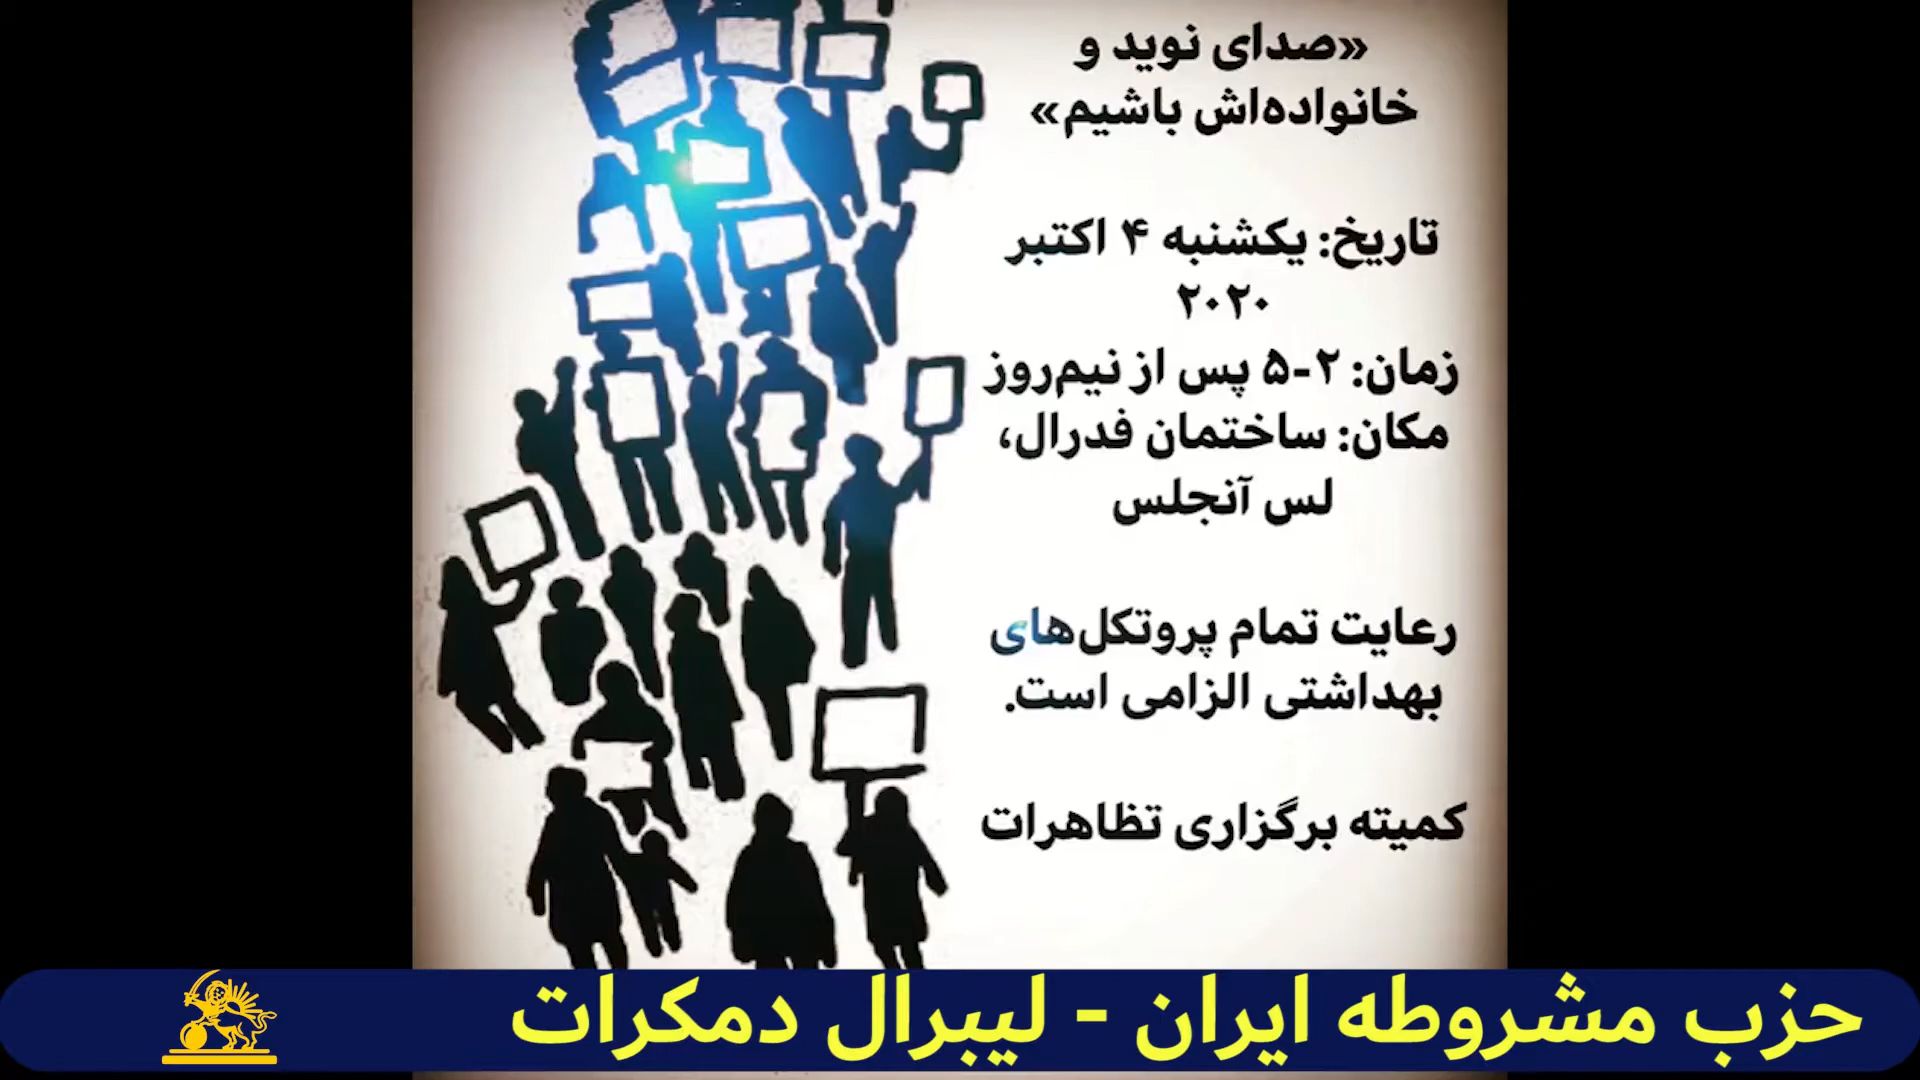 «صدای نوید و
خانواده‌اش باشیم»
تاریخ: یکشنبه ۴ اکتبر
۲۰۲۰
زمان: ۲-۵ پس از نیم‌روز
مکان: ساختمان فدرال،
لس آنجلس
رعایت تمام پروتکل‌های
بهداشتی الزامی است.
کمیته برگزاری تظاهرات
حزب مشروطه ایران - لیبرال دمکرات